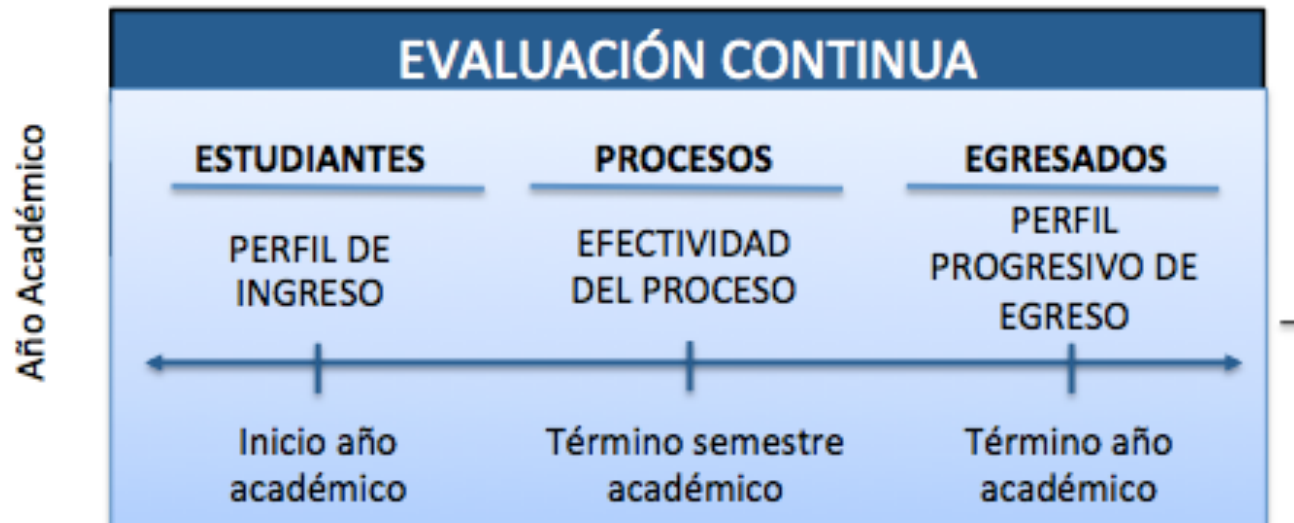 EVALUACIÓN CONTINUA
Año Académico
ESTUDIANTES
PERFIL DE
INGRESO
Inicio año
académico
PROCESOS
EFECTIVIDAD
DEL PROCESO
Término semestre
académico
EGRESADOS
PERFIL
PROGRESIVO DE
EGRESO
Término año
académico